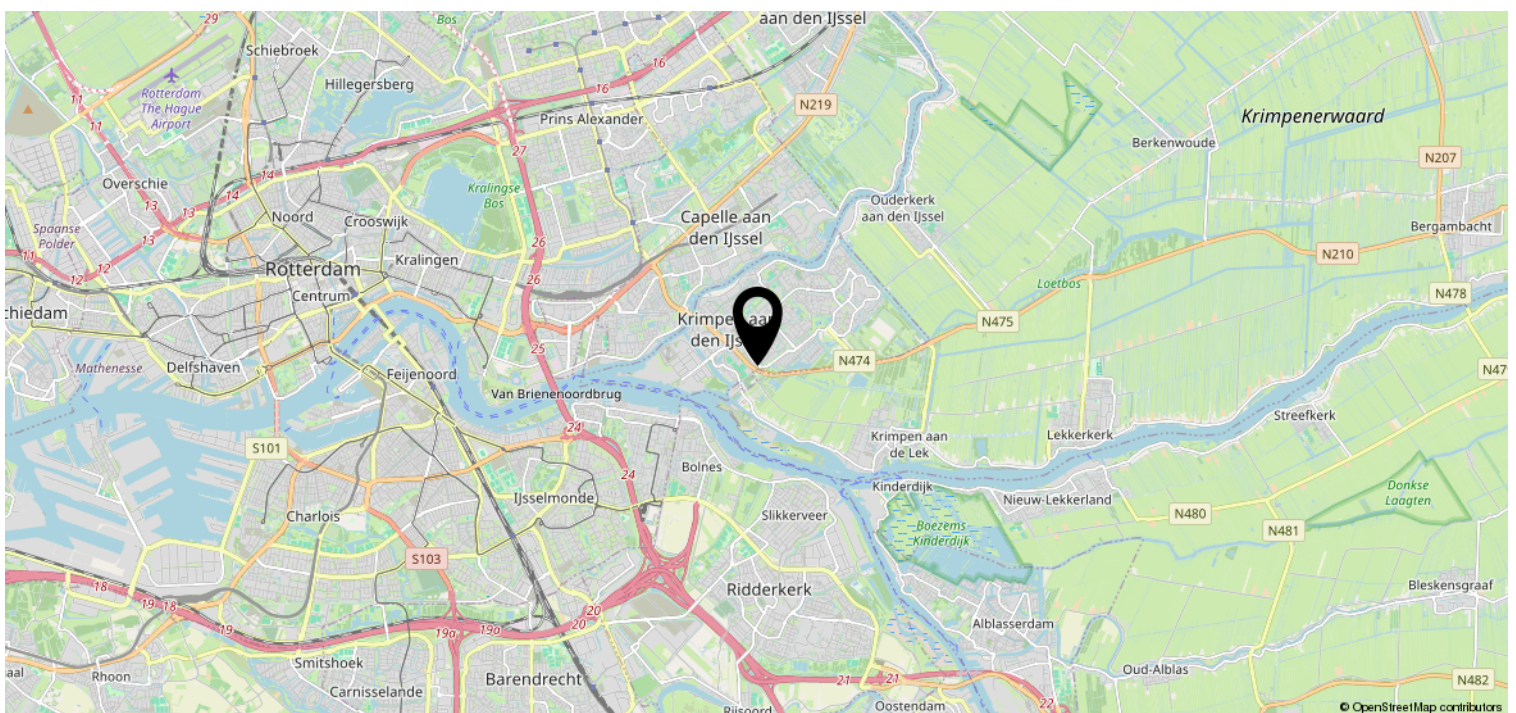 29
Bos
aan den IJssel
Schiebroek
Hillegersberg
16
16
11
11
Rotterdam
The Hague
Airport
Prins Alexander
N219
Krimpenerwaard
Berkenwoude
N207
27
14
14
13
13
13
Overschie
Kralingse
Bos
Noord
Crooswijk
Capelle aan
den IJssel
Ouderkerk
aan den IJssel
Bergambacht
Spaanse
Polder
11
12
12
26
26
Kralingen
Rotterdam
Centrum
N210
Loetbos
N478
chiedam
Krimpen aan
den IJs
N475
25
N474
Mathenesse
Delfshaven
Feijenoord
N47
Van Brienenoordbrug
24
24
Streefkerk
S101
Krimpen aan
de Lek
Lekkerkerk
Bolnes
Kinderdijk
Nieuw-Lekkerland
Donkse
Laagten
IJsselmonde
Charlois
Slikkerveer
N480
N481
Boezems
Kinderdijk
S103
Ridderkerk
18
19
18
19
19a
19a
20
20
Bleskensgraaf
Alblasserdam
Smitshoek
Oud-Alblas
aal
Rhoon
Carnisselande
Barendrecht
21
21
22
N482
Rijsoord
Oostendam
© OpenStreetMap contributors